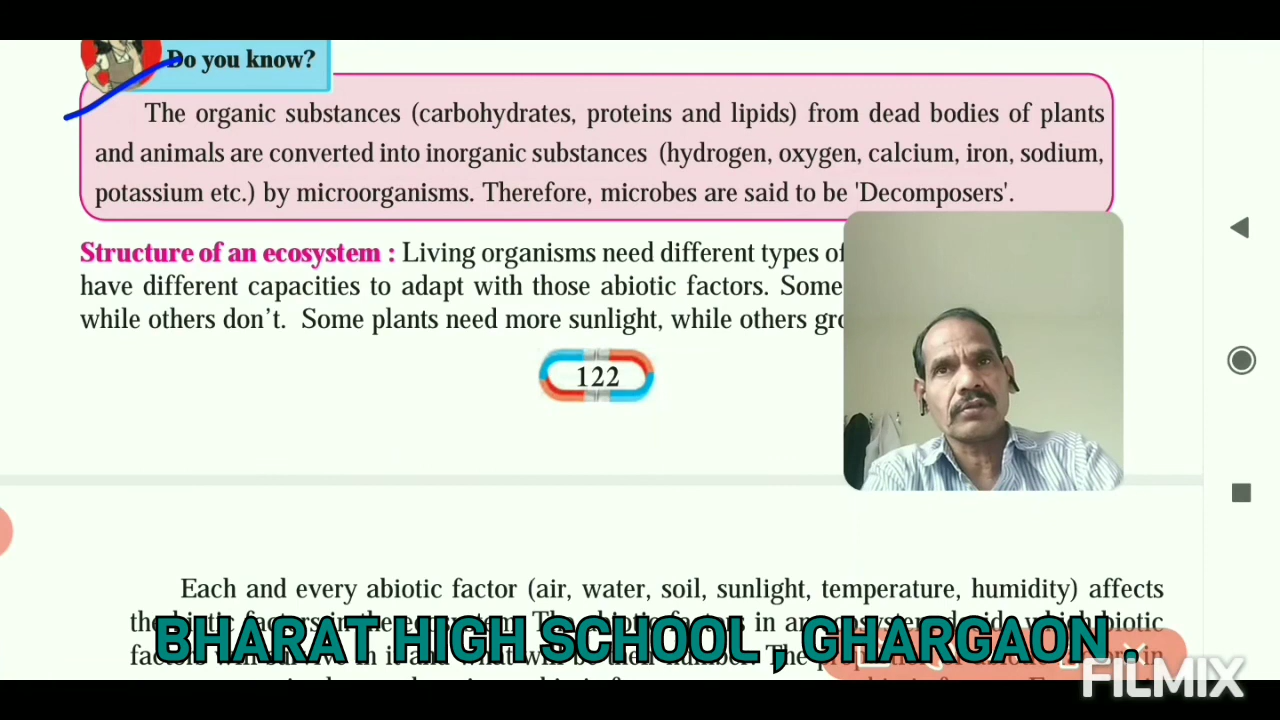 Do you know?
The organic substances (carbohydrates, proteins and lipids) from dead bodies of plants
and animals are converted into inorganic substances (hydrogen, oxygen, calcium, iron, sodium,
potassium etc.) by microorganisms. Therefore, microbes are said to be 'Decomposers'.
Structure of an ecosystem : Living organisms need different types of
have different capacities to adapt with those abiotic factors. Some
while others don't. Some plants need more sunlight, while others
122
Each and every abiotic factor (air, water, soil, sunlight, temperature, humidity) affects
biotic
in
BHARAT HIGH SCHOOL , GHARGAON .
FILMIX